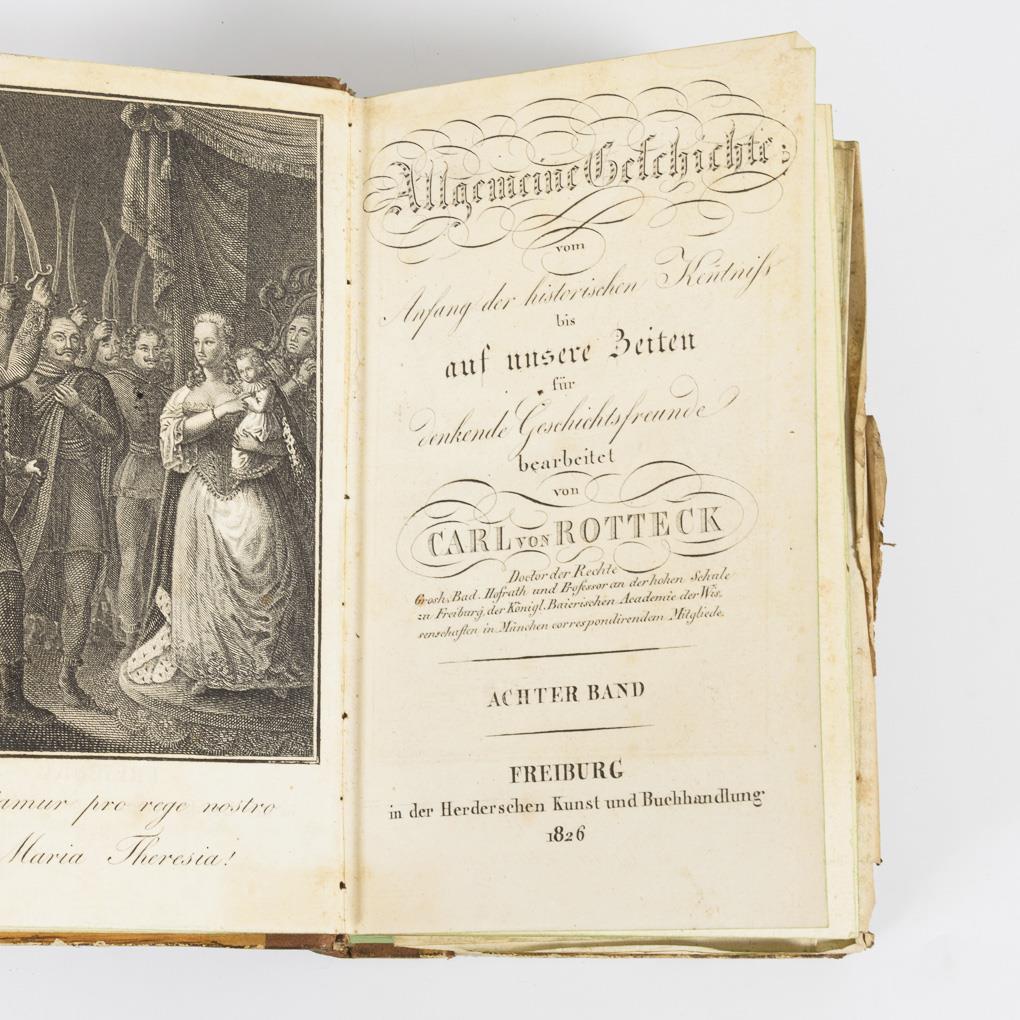 pro rege nostro
Maria Theresia!
Allgemeine Geschichte;
vom
Anfang der historischen Kentniſs
bis
auf unsere Zeiten
für
denkende Geschichtsfreunde
bearbeitet
von
CARL VON ROTTECK
Doctor der Rechte
Grosh. Bad. Hofrath und Professor an der hohen Schule
zu Freiburg, der Königl. Baierischen Academie der Wis,
senschaften in München correspondirendem Mitgliede.
ACHTER BAND
FREIBURG
in der Herderschen Kunst und Buchhandlung
1826